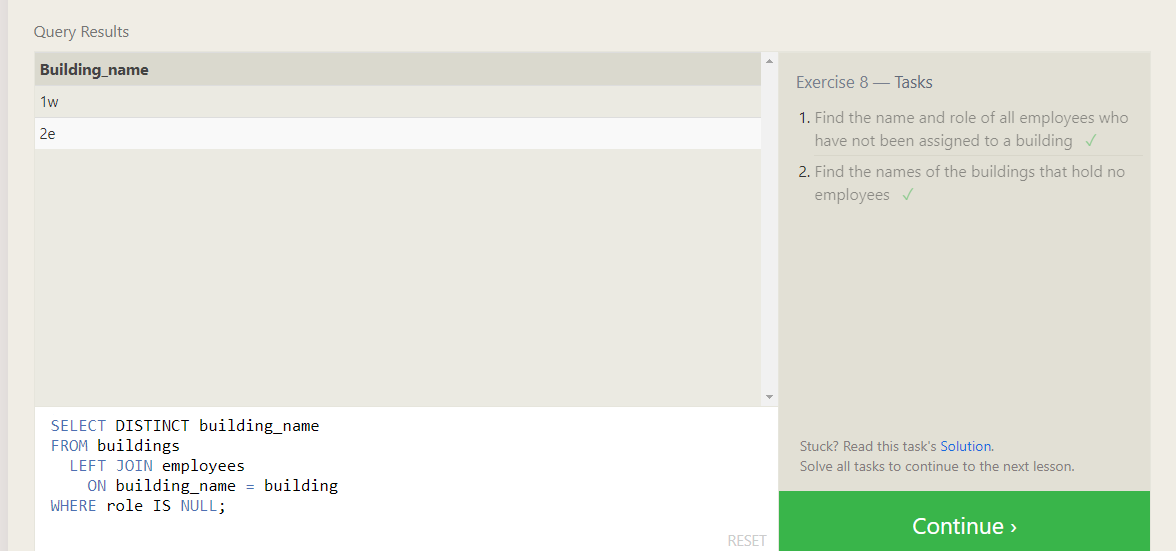 Query Results
Building_name
1w
2e
SELECT DISTINCT building_name
FROM buildings
LEFT JOIN employees
ON building_name = building
WHERE role IS NULL;
RESET
Exercise 8 — Tasks
1. Find the name and role of all employees who
have not been assigned to a building ✓
2. Find the names of the buildings that hold no
employees ✓
Stuck? Read this task's Solution.
Solve all tasks to continue to the next lesson.
Continue ›